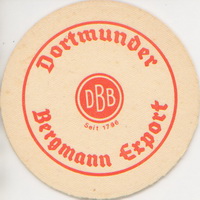 Dortmunder
DBB
Seit 1796
Bergmann Export